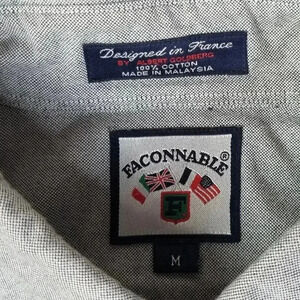 Designed in France
BY ALBERT GOLDBERG
100% COTTON
MADE IN MALAYSIA
FACONNABLE®
F
M